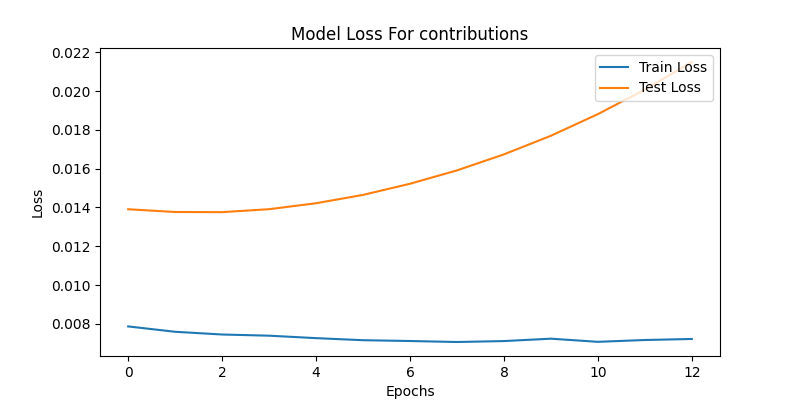 Model Loss For contributions
Train Loss
Test Loss
Loss
0.022
0.020
0.018
0.016
0.014
0.012
0.010
0.008
0 2 4 6 8 10 12
Epochs